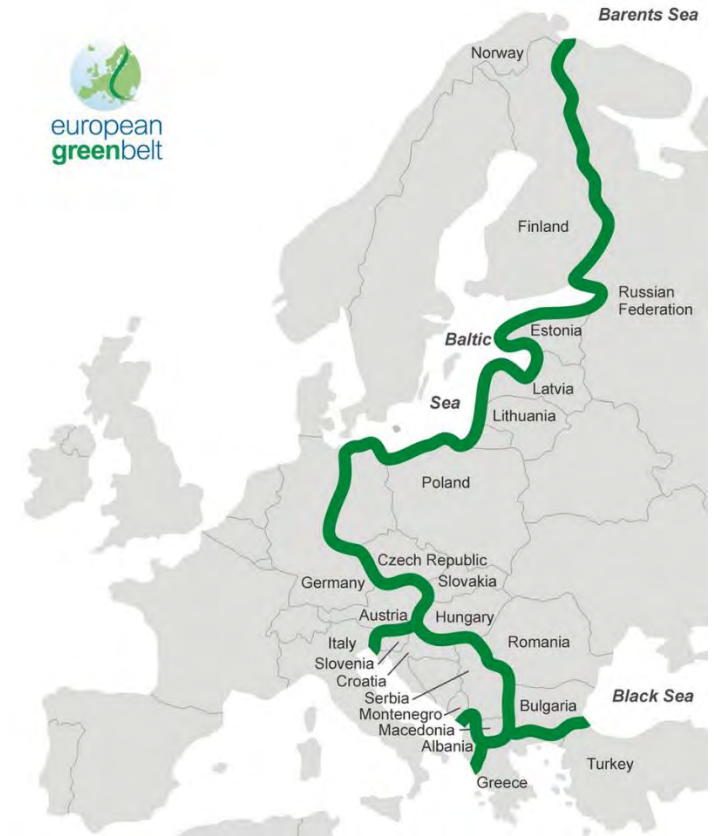 Barents Sea
Norway
european
greenbelt
Finland
Russian
Federation
Baltic
Estonia
Latvia
Sea
Lithuania
Poland
Czech Republic
Germany
Slovakia
Austria
Hungary
Italy
Romania
Slovenia
Croatia
Serbia
Black Sea
Montenegro
Bulgaria
Macedonia
Albania
Turkey
Greece